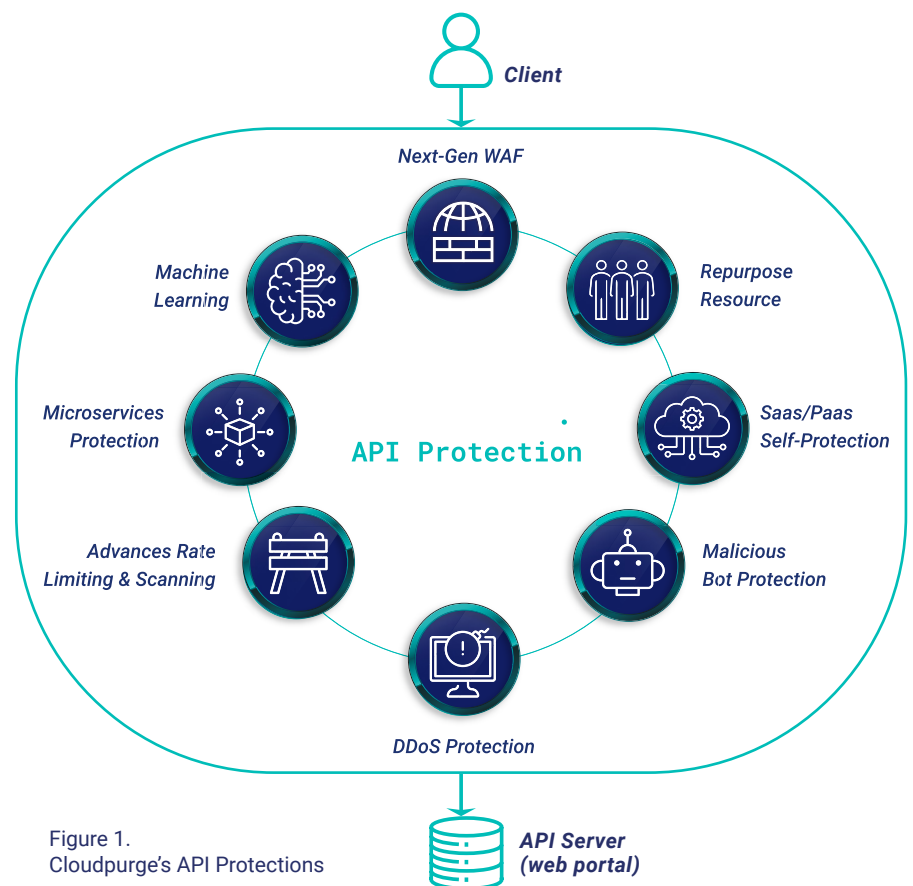 Client
Next-Gen WAF
Machine
Learning
Repurpose
Resource
Microservices
Protection
API Protection
Saas/Paas
Self-Protection
Advances Rate
Limiting & Scanning
Malicious
Bot Protection
!
DDoS Protection
Figure 1.
Cloudpurge's API Protections
API Server
(web portal)